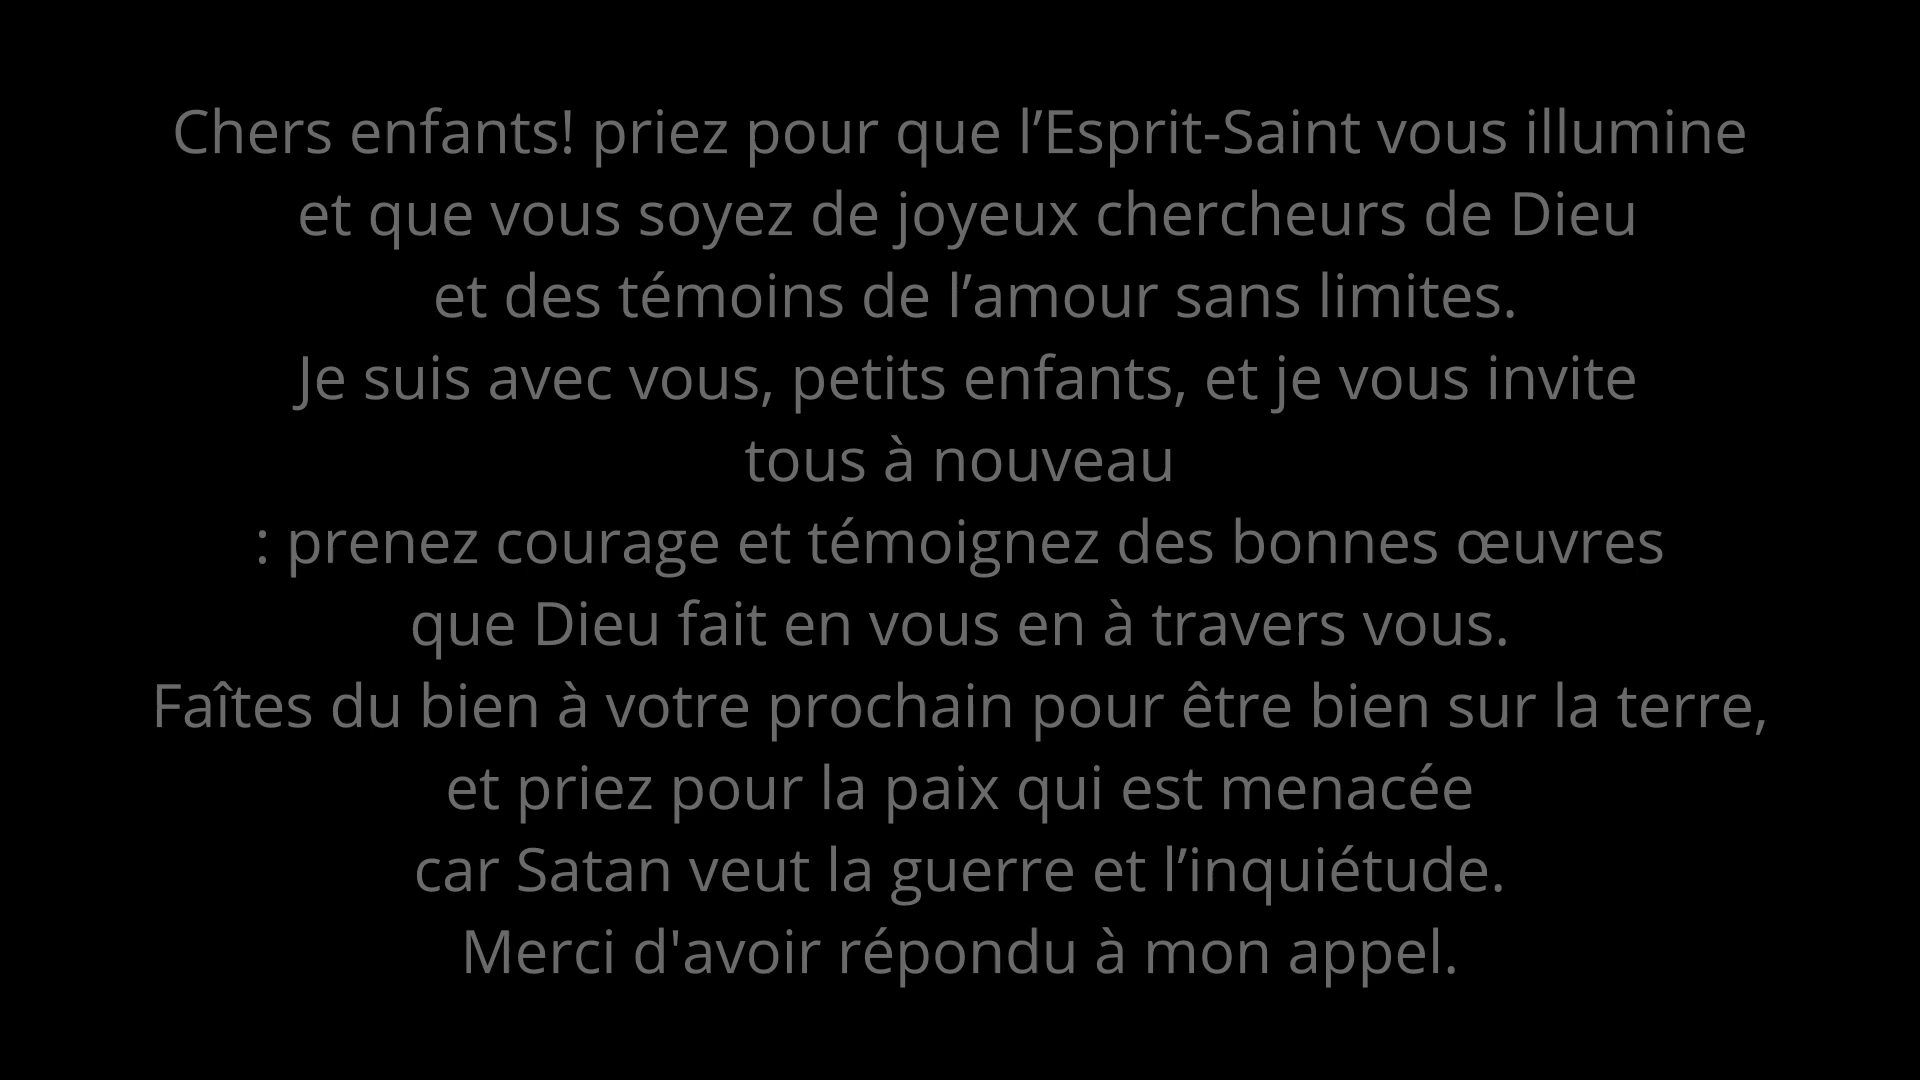 Chers enfants! priez pour que l’Esprit-Saint vous illumine
et que vous soyez de joyeux chercheurs de Dieu
et des témoins de l’amour sans limites.
Je suis avec vous, petits enfants, et je vous invite
tous à nouveau
: prenez courage et témoignez des bonnes œuvres
que Dieu fait en vous en à travers vous.
Faîtes du bien à votre prochain pour être bien sur la terre,
et priez pour la paix qui est menacée
car Satan veut la guerre et l’inquiétude.
Merci d'avoir répondu à mon appel.